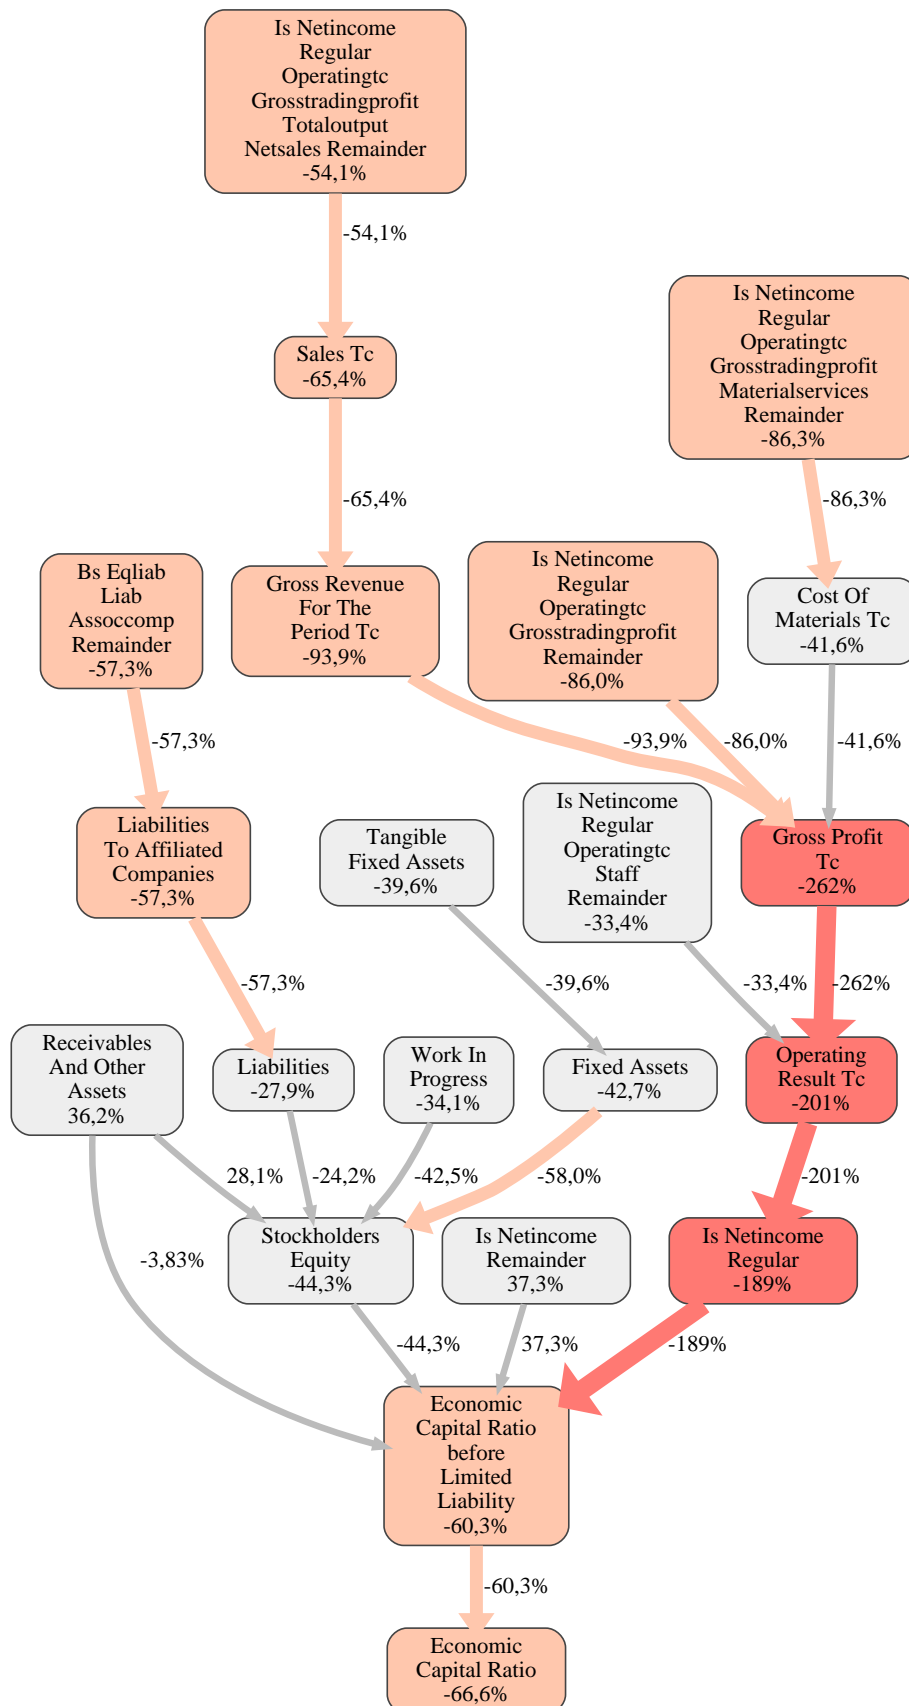 Is Netincome
Regular
Operatingtc
Grosstradingprofit
Totaloutput
Netsales Remainder
-54,1%
-54,1%
Sales Tc
-65,4%
Is Netincome
Regular
Operatingtc
Grosstradingprofit
Materialservices
Remainder
-86,3%
-65,4%
-86,3%
Bs Eqliab
Liab
Assoccomp
Remainder
-57,3%
Gross Revenue
For The
Period Tc
-93,9%
Is Netincome
Regular
Operatingtc
Grosstradingprofit
Remainder
-86,0%
Cost Of
Materials Tc
-41,6%
-57,3%
-93,9%
-86,0%
-41,6%
Liabilities
To Affiliated
Companies
-57,3%
Tangible
Fixed Assets
-39,6%
Is Netincome
Regular
Operatingtc
Staff
Remainder
-33,4%
Gross Profit
Tc
-262%
-57,3%
-39,6%
-33,4%
-262%
Receivables
And Other
Assets
36,2%
Liabilities
-27,9%
Work In
Progress
-34,1%
Fixed Assets
-42,7%
Operating
Result Tc
-201%
28,1%
-24,2%
-42,5%
-58,0%
-201%
-3,83%
Stockholders
Equity
-44,3%
Is Netincome
Remainder
37,3%
Is Netincome
Regular
-189%
-44,3%
37,3%
-189%
Economic
Capital Ratio
before
Limited
Liability
-60,3%
-60,3%
Economic
Capital Ratio
-66,6%